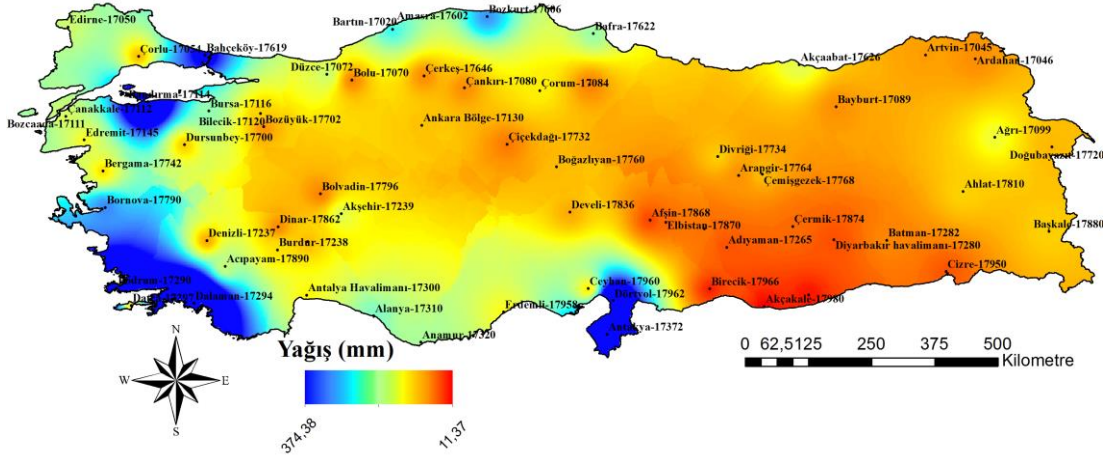 Edirne-17050
Çorlu-17054
Bahçeköy-17619
Bartın-17020
Amasra-17602
Bozkurt-17606
Bafra-17622
Akçaabat-17626
Artvin-17045
Ardahan-17046
Düzce-17072
Bolu-17070
Çerkeş-17646
Çankırı-17080
Çorum-17084
Bayburt-17089
Ağrı-17099
Doğubayazıt-17720
Bandırma-17114
Çanakkale-17112
Bozcaada-17111
Bursa-17116
Bilecik-17120
Bozüyük-17702
Ankara Bölge-17130
Edremit-17145
Dursunbey-17700
Çiçekdağı-17732
Divriği-17734
Bergama-17742
Boğazlıyan-17760
Arapgir-17764
Çemişgezek-17768
Ahlat-17810
Bornova-17790
Bolvadin-17796
Akşehir-17239
Develi-17836
Afşin-17868
Elbistan-17870
Çermik-17874
Batman-17282
Başkale-17880
Dinar-17862
Denizli-17237
Burdur-17238
Adıyaman-17265
Diyarbakır havalimanı-17280
Acıpayam-17890
Cizre-17950
Bodrum-17290
Dalaman-17294
Antalya Havalimanı-17300
Ceyhan-17960
Dörtyol-17962
Birecik-17966
Akçakale-17980
Alanya-17310
Erdemli-17958
Anamur-17320
Antakya-17372
Yağış (mm)
374,38
11,37
N
W
E
S
0 62,5 125 250 375 500
Kilometre